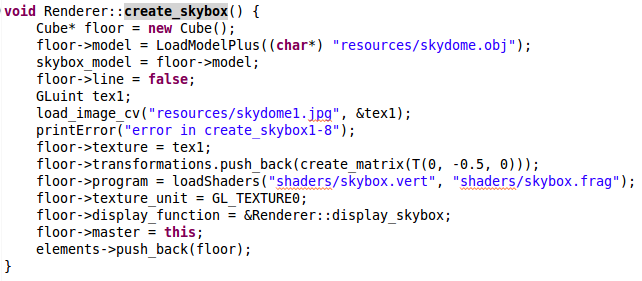 void Renderer::create_skybox() {
    Cube* floor = new Cube();
    floor->model = LoadModelPlus((char*) "resources/skydome.obj");
    skybox_model = floor->model;
    floor->line = false;
    GLuint tex1;
    load_image_cv("resources/skydome1.jpg", &tex1);
    printError("error in create_skybox1-8");
    floor->texture = tex1;
    floor->transformations.push_back(create_matrix(T(0, -0.5, 0)));
    floor->program = loadShaders("shaders/skybox.vert", "shaders/skybox.frag");
    floor->texture_unit = GL_TEXTURE0;
    floor->display_function = &Renderer::display_skybox;
    floor->master = this;
    elements->push_back(floor);
}